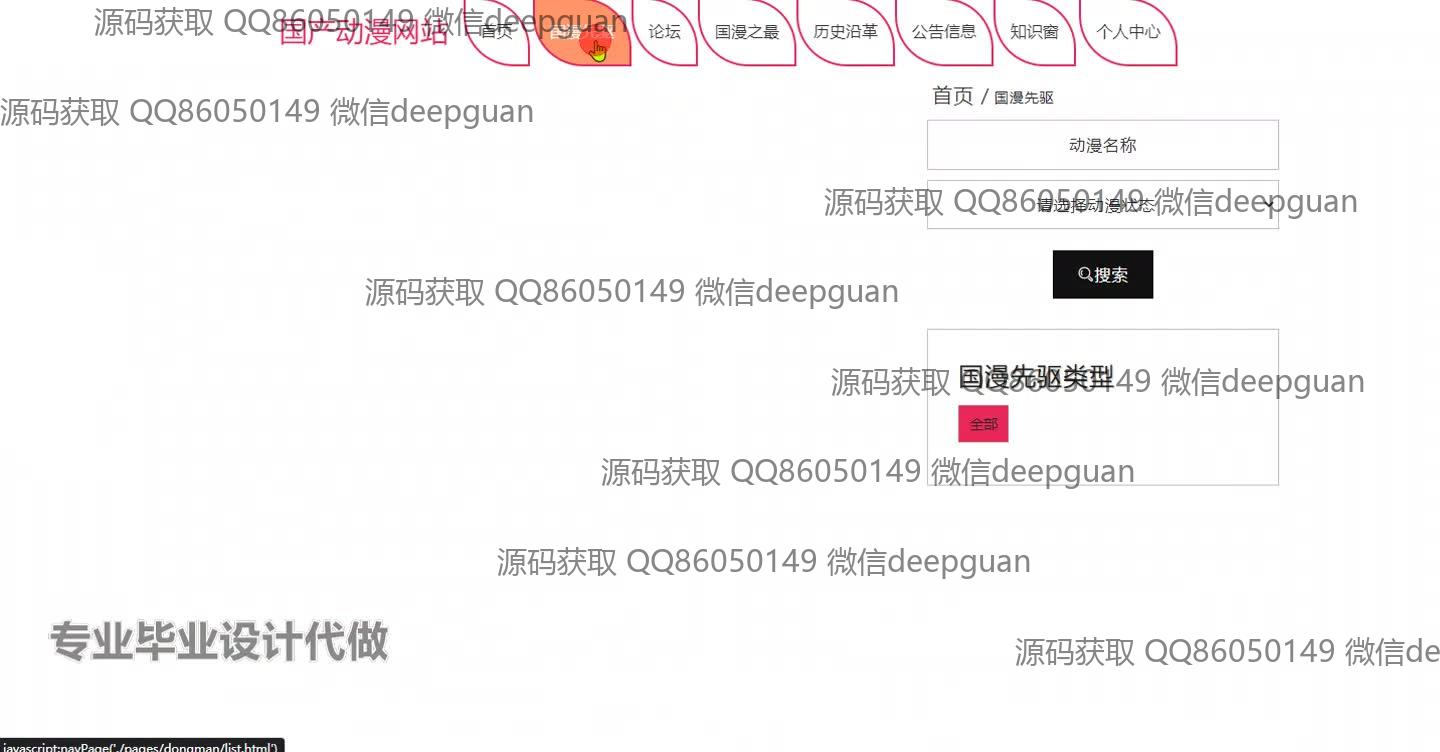 源码获取 QQ86050149 微信deepguan
国产动漫网站 首页 国漫先驱 论坛 国漫之最 历史沿革 公告信息 知识窗 个人中心
首页 / 国漫先驱
源码获取 QQ86050149 微信deepguan
动漫名称
源码获取 QQ86050149 微信deepguan
请选择动漫状态
搜索
源码获取 QQ86050149 微信deepguan
国漫先驱类型
源码获取 QQ86050149 微信deepguan
全部
源码获取 QQ86050149 微信deepguan
源码获取 QQ86050149 微信deepguan
专业毕业设计代做
源码获取 QQ86050149 微信de
javascript:navPage('./pages/dongman/list.html')